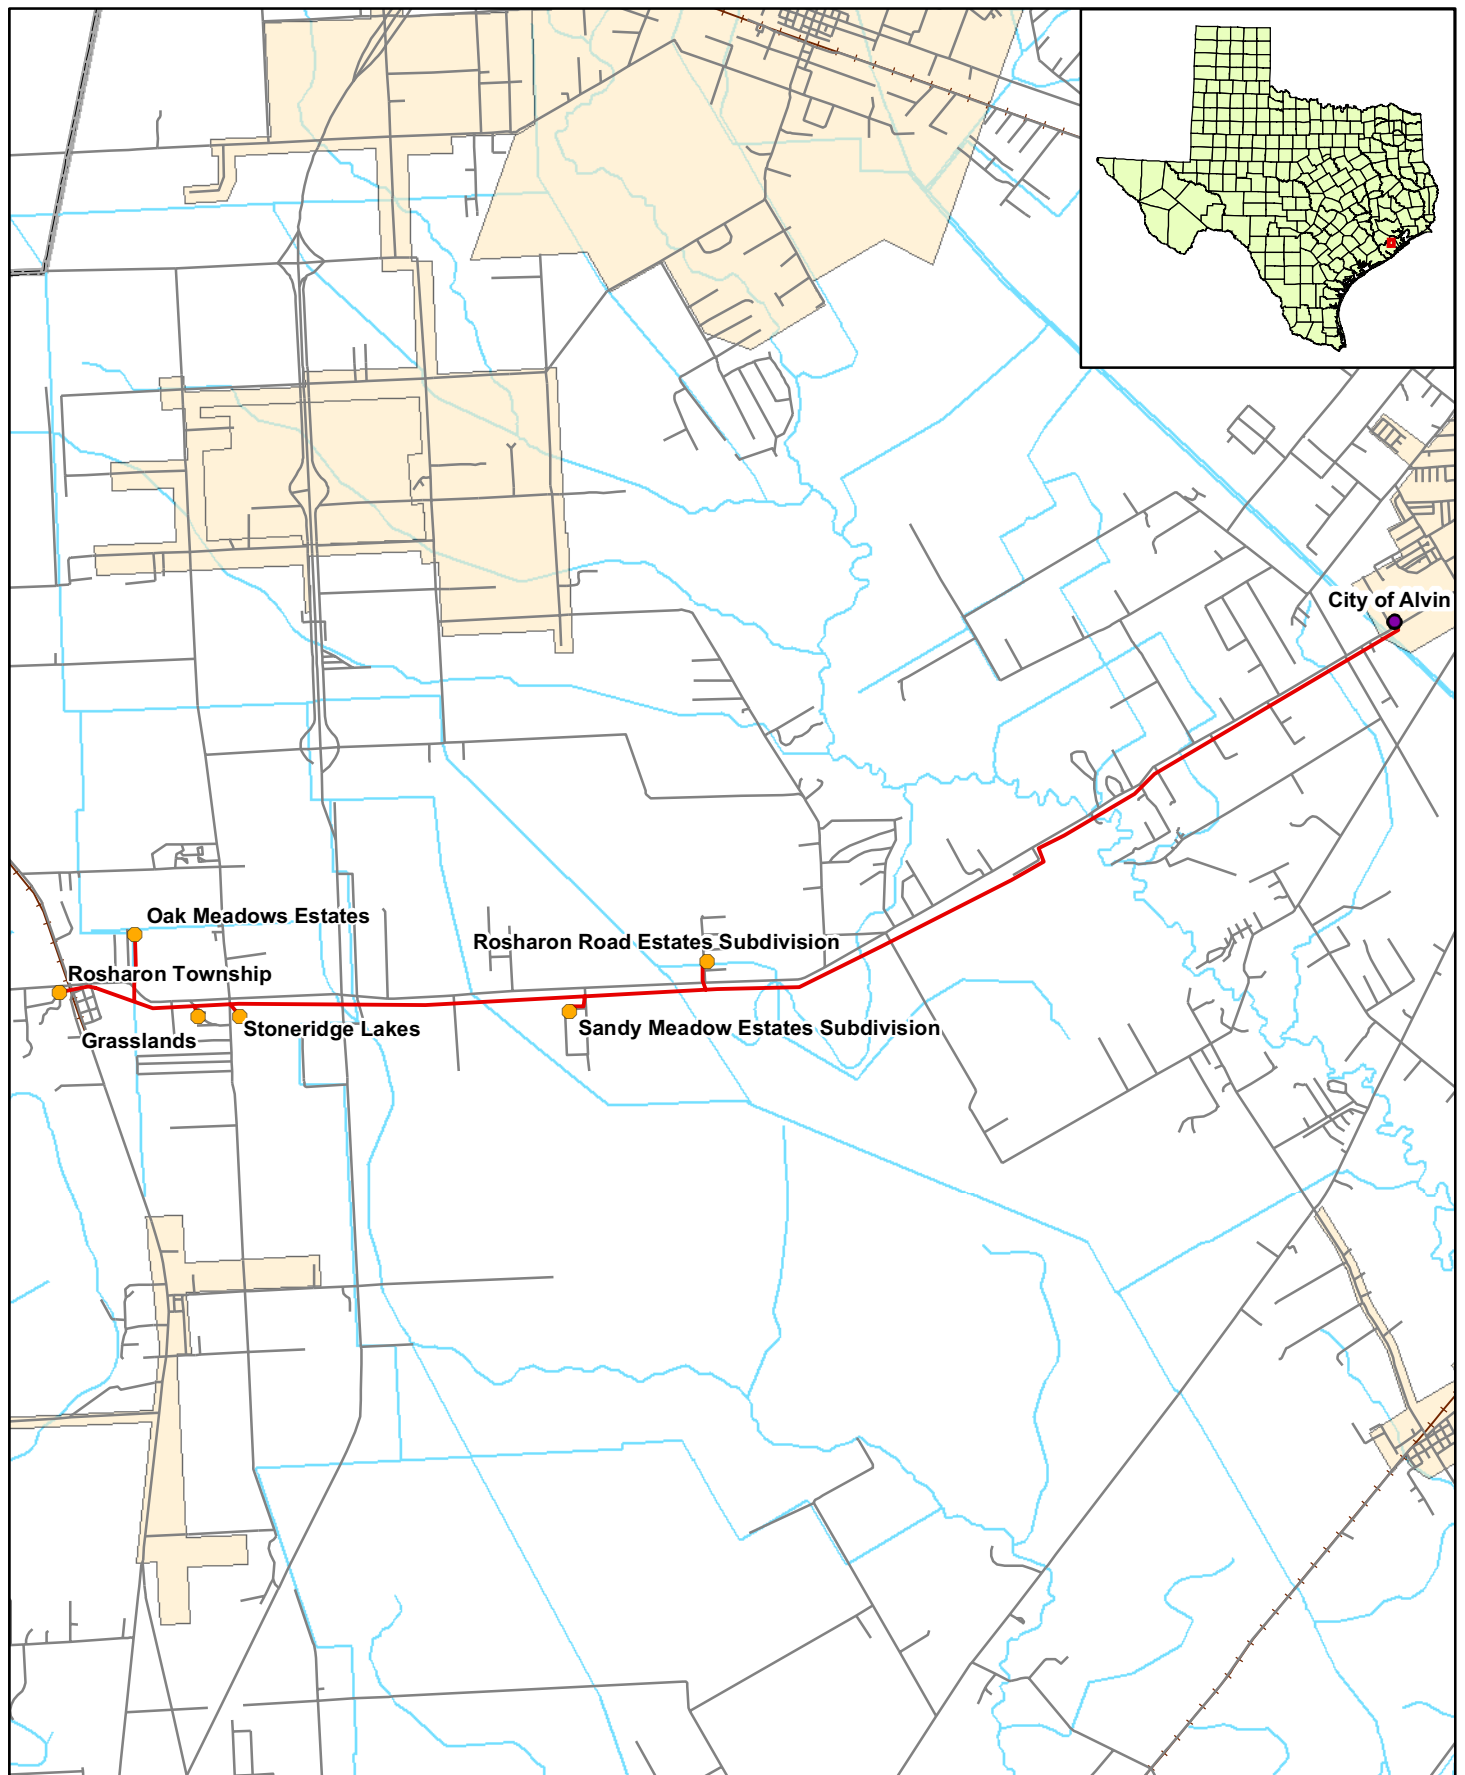 City of Alvin
Oak Meadows Estates
Rosharon Road Estates Subdivision
Rosharon Township
Sandy Meadow Estates Subdivision
Stoneridge Lakes
Grasslands